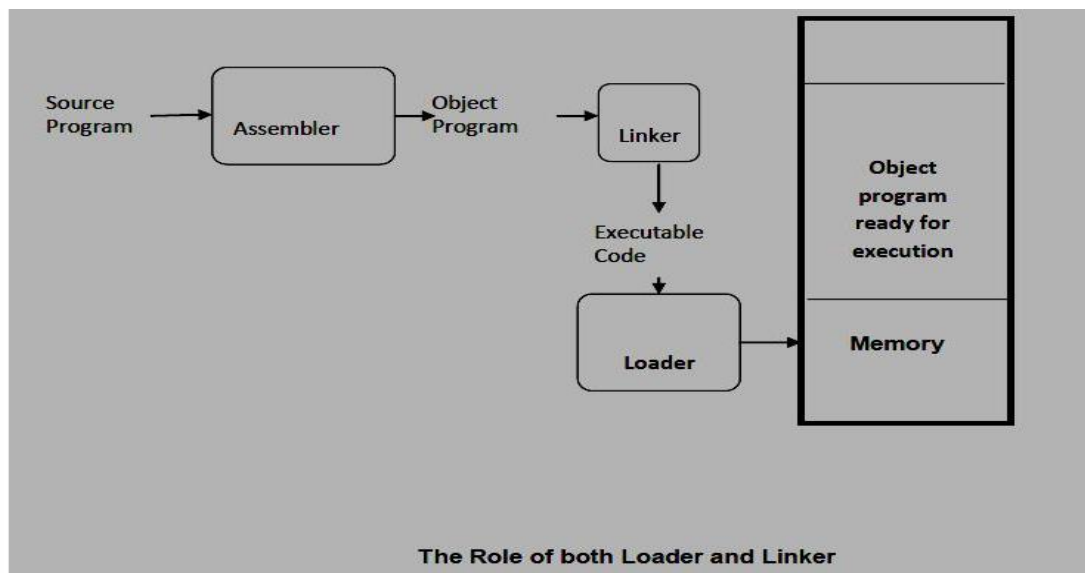 Source
Program
Assembler
Object
Program
Linker
Executable
Code
Loader
Object
program
ready for
execution
Memory
The Role of both Loader and Linker